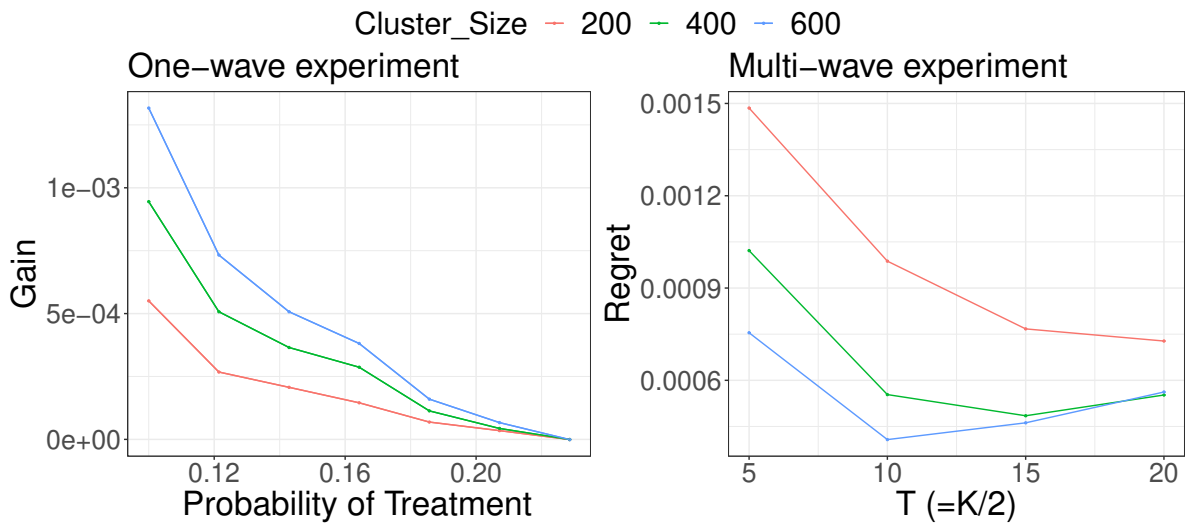 Cluster_Size 200 400 600
One−wave experiment
Gain
1e−03
5e−04
0e+00
0.12 0.16 0.20
Probability of Treatment
Multi−wave experiment
Regret
0.0015
0.0012
0.0009
0.0006
5 10 15 20
T (=K/2)